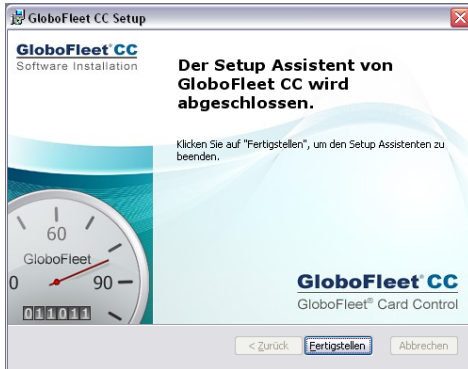 GloboFleet CC Setup
GloboFleet® CC
Software Installation
Der Setup Assistent von
GloboFleet CC wird
abgeschlossen.
Klicken Sie auf "Fertigstellen", um den Setup Assistenten zu
beenden.
60
GloboFleet
0
90
011011
GloboFleet® CC
GloboFleet® Card Control
< Zurück
Fertigstellen
Abbrechen